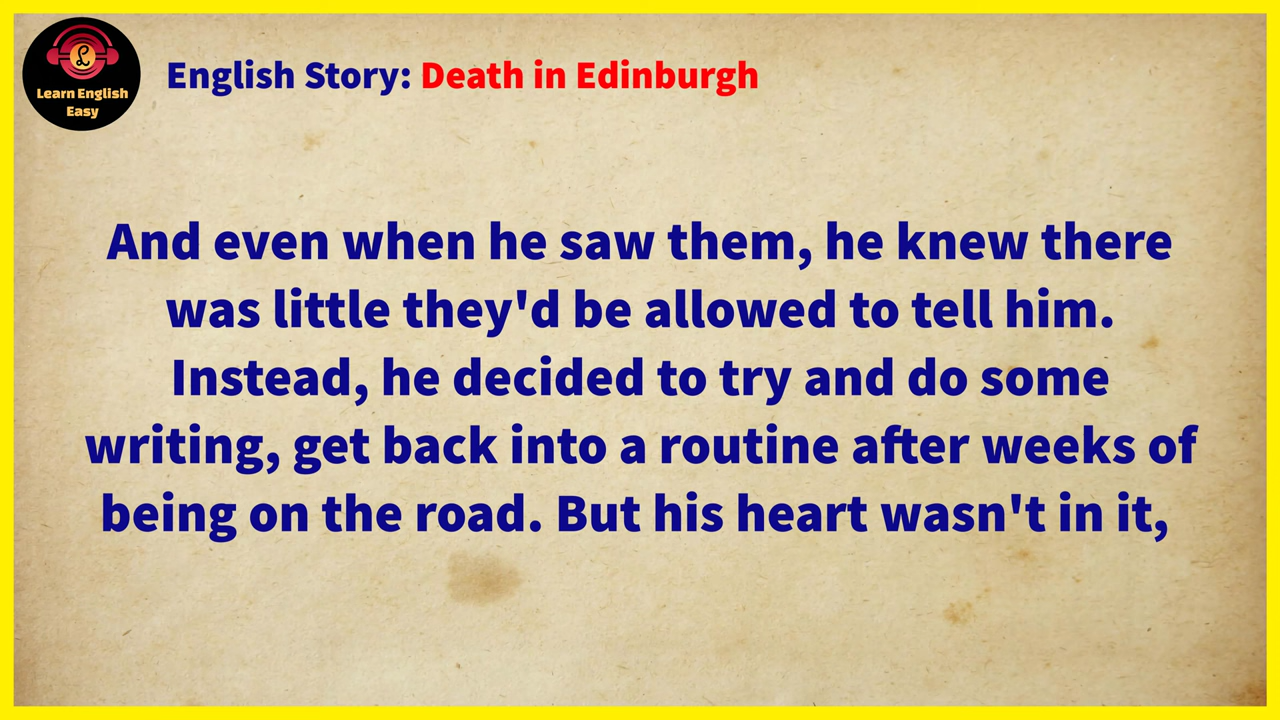 Learn English
Easy
English Story: Death in Edinburgh
And even when he saw them, he knew there
was little they'd be allowed to tell him.
Instead, he decided to try and do some
writing, get back into a routine after weeks of
being on the road. But his heart wasn't in it,